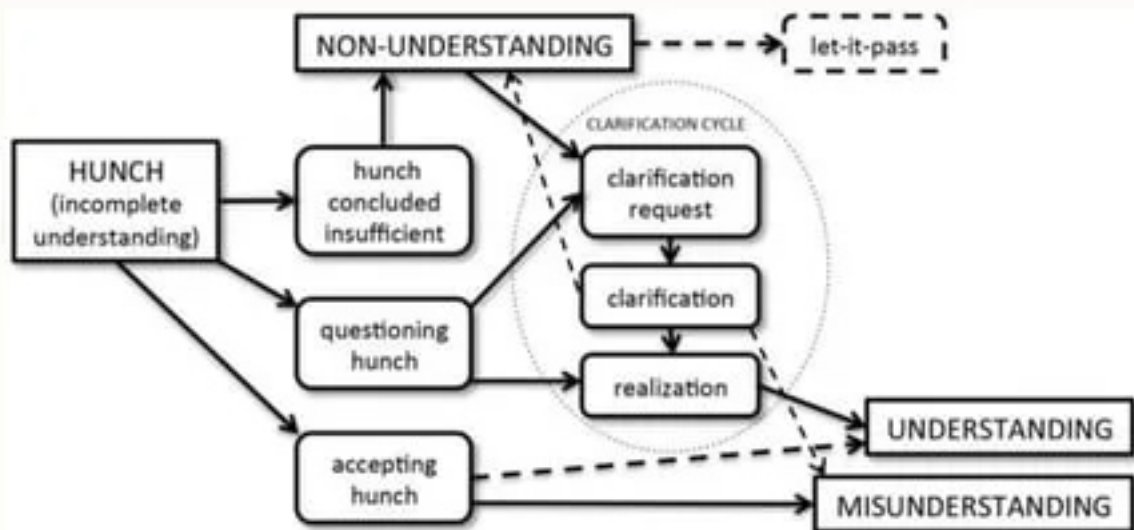 NON-UNDERSTANDING
let-it-pass
CLARIFICATION CYCLE
HUNCH
(incomplete
understanding)
hunch
concluded
insufficient
clarification
request
questioning
hunch
clarification
realization
accepting
hunch
UNDERSTANDING
MISUNDERSTANDING